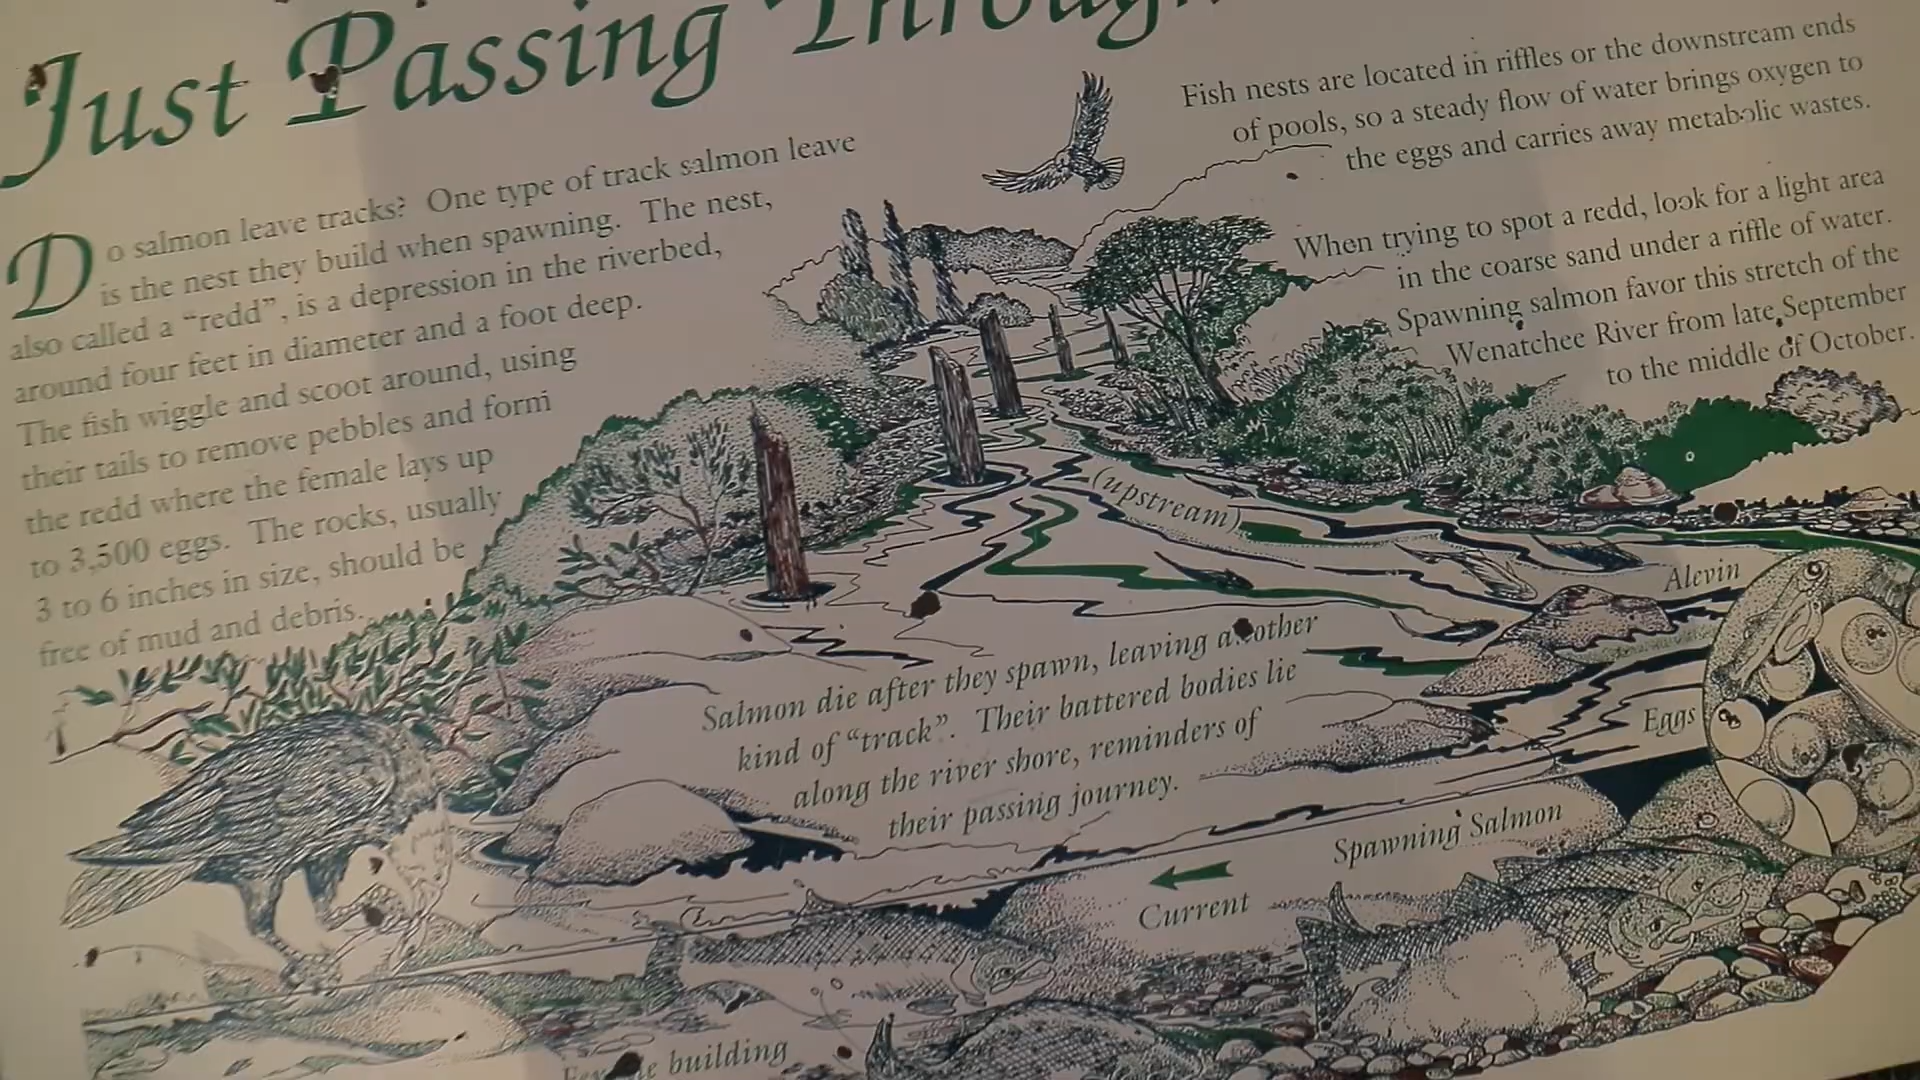 Just Passing Through
Do salmon leave tracks? One type of track salmon leave
is the nest they build when spawning. The nest,
also called a "redd", is a depression in the riverbed,
around four feet in diameter and a foot deep.
The fish wiggle and scoot around, using
their tails to remove pebbles and form
the redd where the female lays up
to 3,500 eggs. The rocks, usually
3 to 6 inches in size, should be
free of mud and debris.
Fish nests are located in riffles or the downstream ends
of pools, so a steady flow of water brings oxygen to
the eggs and carries away metabolic wastes.
When trying to spot a redd, look for a light area
in the coarse sand under a riffle of water.
Spawning salmon favor this stretch of the
Wenatchee River from late September
to the middle of October.
(upstream)
Alevin
Eggs
Salmon die after they spawn, leaving another
kind of "track". Their battered bodies lie
along the river shore, reminders of
their passing journey.
Spawning Salmon
Current
building